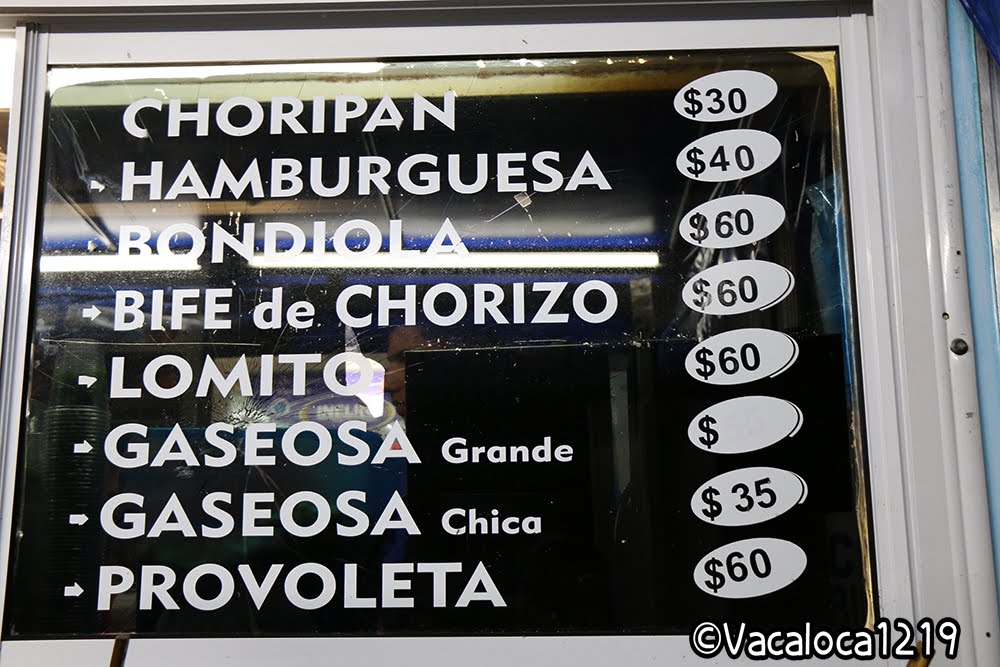 CHORIPAN $30
HAMBURGUESA $40
BONDIOLA $60
BIFE de CHORIZO $60
LOMITO $60
GASEOSA Grande $
GASEOSA Chica $35
PROVOLETA $60
©Vacaloca1219